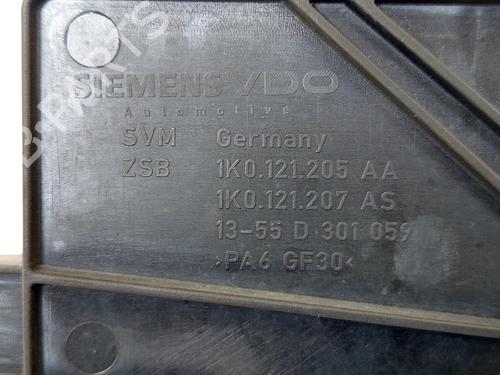 SIEMENS VDO
Automotive
SVM Germany
ZSB 1K0.121.205 AA
1K0.121.207 AS
13-55 D 301 059
>PA6 GF30<
B-PARTS